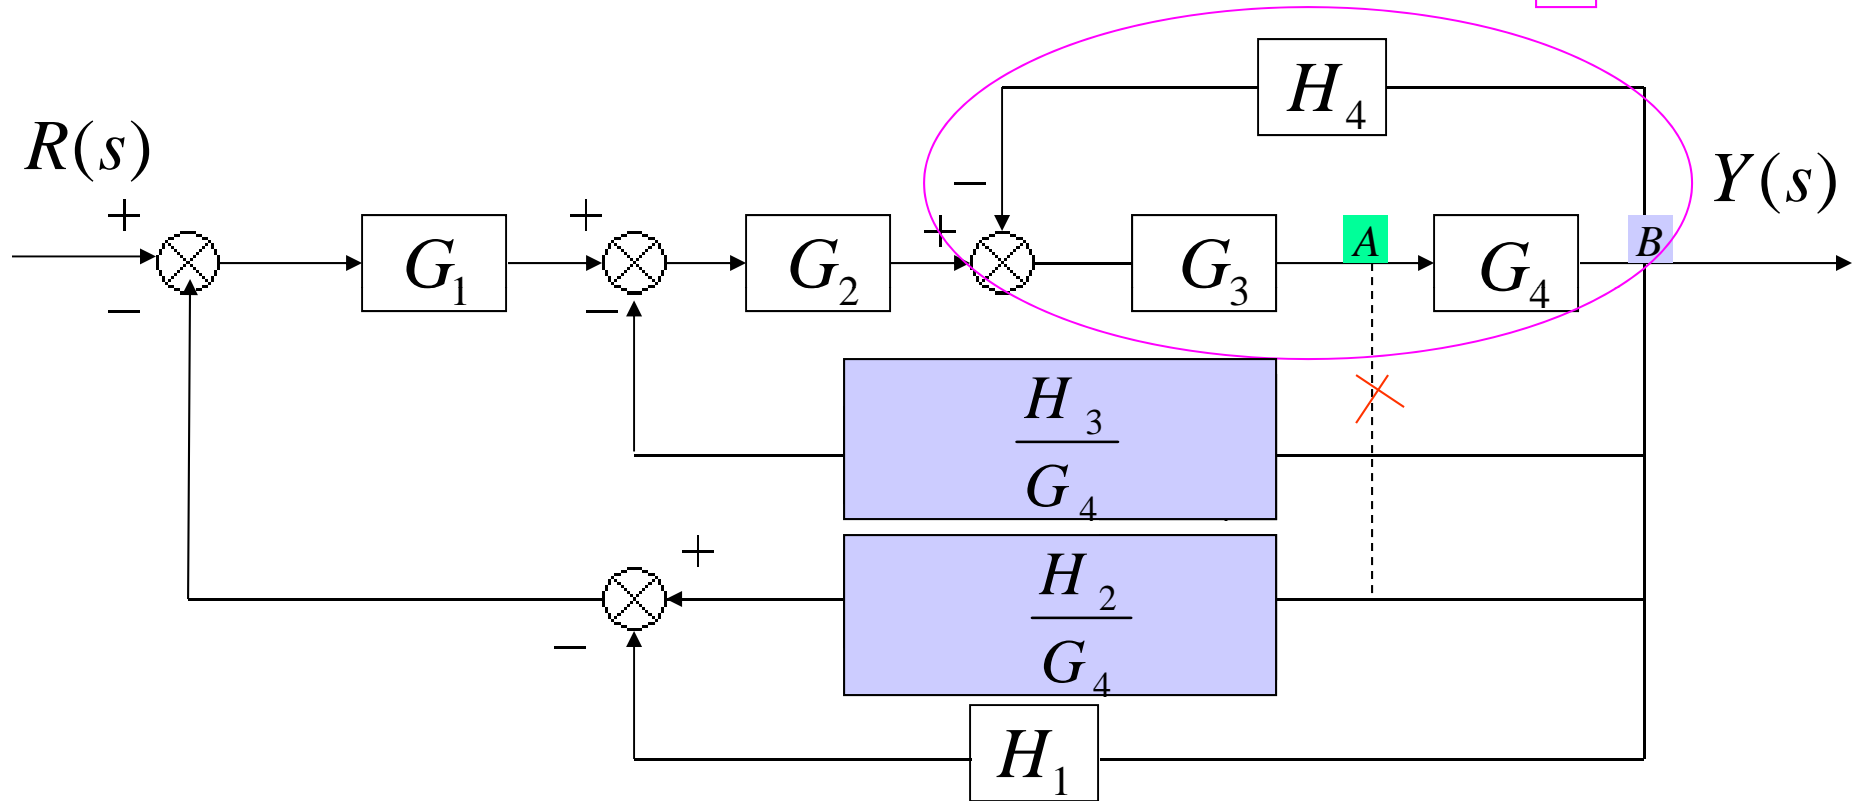 H₄
R(s)
Y(s)
−
+
+
+
G₁
G₂
G₃
A
G₄
B
−
−
H₃
G₄
+
H₂
G₄
−
H₁